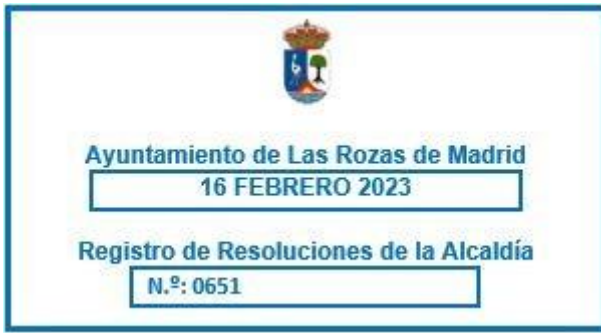 Ayuntamiento de Las Rozas de Madrid
16 FEBRERO 2023
Registro de Resoluciones de la Alcaldía
N.º: 0651